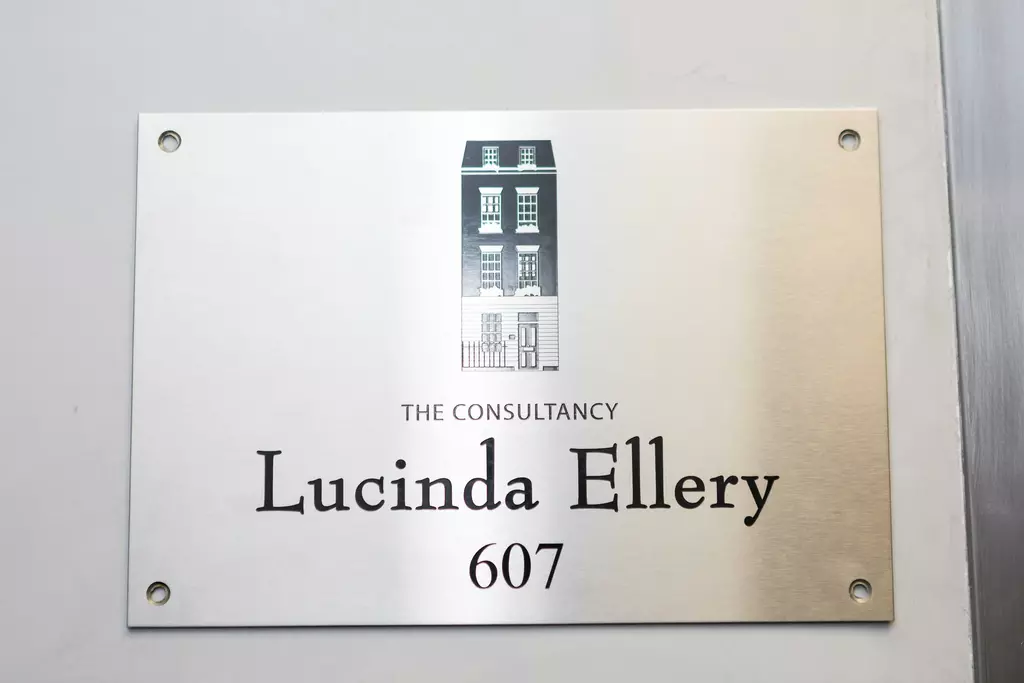 THE CONSULTANCY
Lucinda Ellery
607